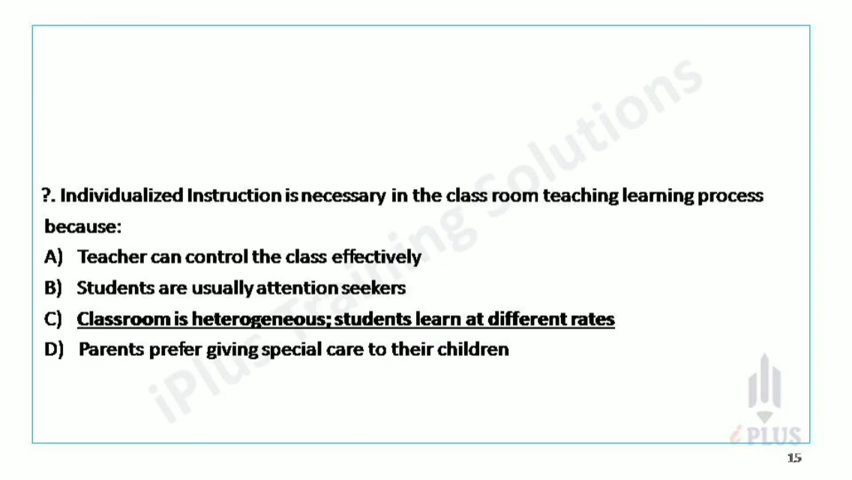 iPlus Training Solutions
?. Individualized Instruction is necessary in the class room teaching learning process
because:
A) Teacher can control the class effectively
B) Students are usually attention seekers
C) Classroom is heterogeneous; students learn at different rates
D) Parents prefer giving special care to their children
iPLUS
15